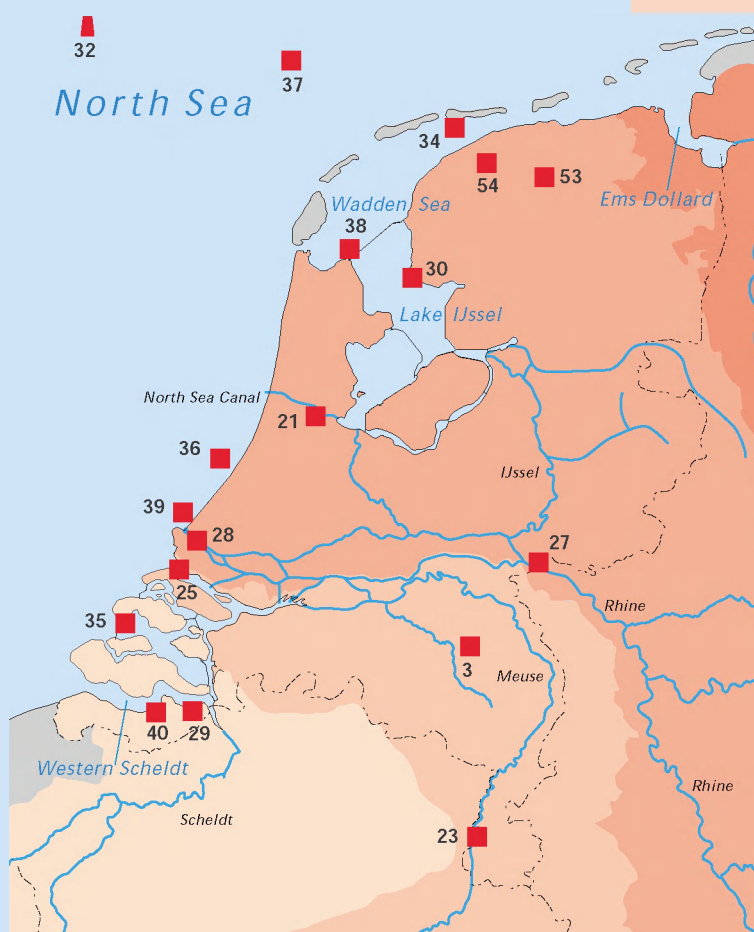 32
37
North Sea
34
54
53
Ems Dollard
Wadden Sea
38
30
Lake IJssel
North Sea Canal
21
36
IJssel
39
28
27
25
Rhine
35
3
Meuse
40
29
Western Scheldt
Rhine
Scheldt
23